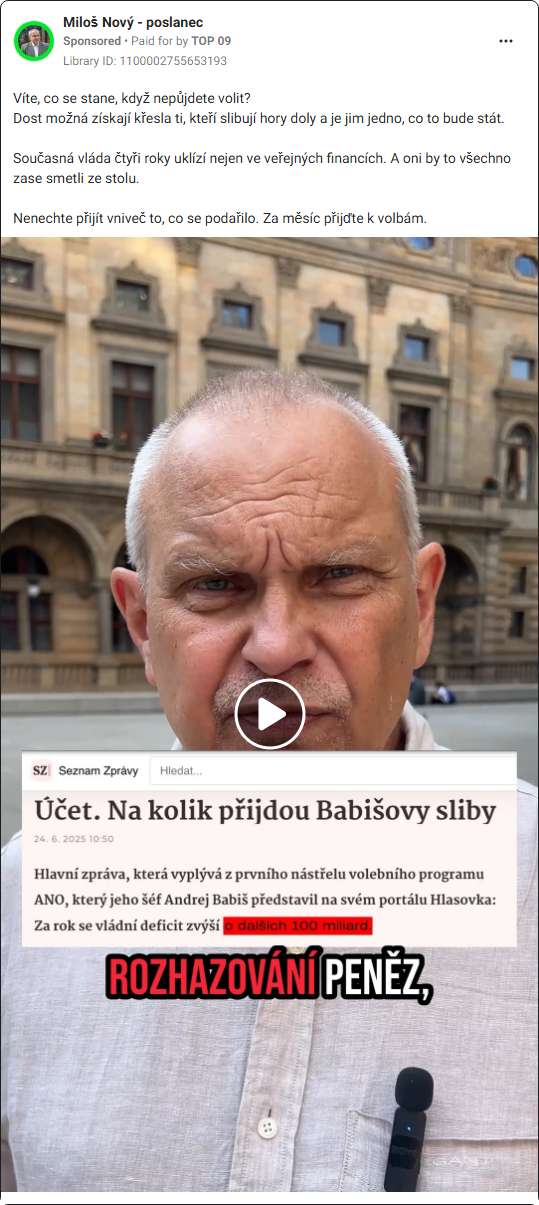 Miloš Nový - poslanec
Sponsored • Paid for by TOP 09
Library ID: 1100002755653193
Víte, co se stane, když nepůjdete volit?
Dost možná získají křesla ti, kteří slibují hory doly a je jim jedno, co to bude stát.
Současná vláda čtyři roky uklízí nejen ve veřejných financích. A oni by to všechno
zase smetli ze stolu.
Nenechte přijít vniveč to, co se podařilo. Za měsíc přijďte k volbám.
SZ Seznam Zprávy Hledat...
Účet. Na kolik přijdou Babišovy sliby
24. 6. 2025 10:50
Hlavní zpráva, která vyplývá z prvního nástřelu volebního programu
ANO, který jeho šéf Andrej Babiš představil na svém portálu Hlasovka:
Za rok se vládní deficit zvýší o dalších 100 miliard.
ROZHAZOVÁNÍ PENĚZ,
GANT